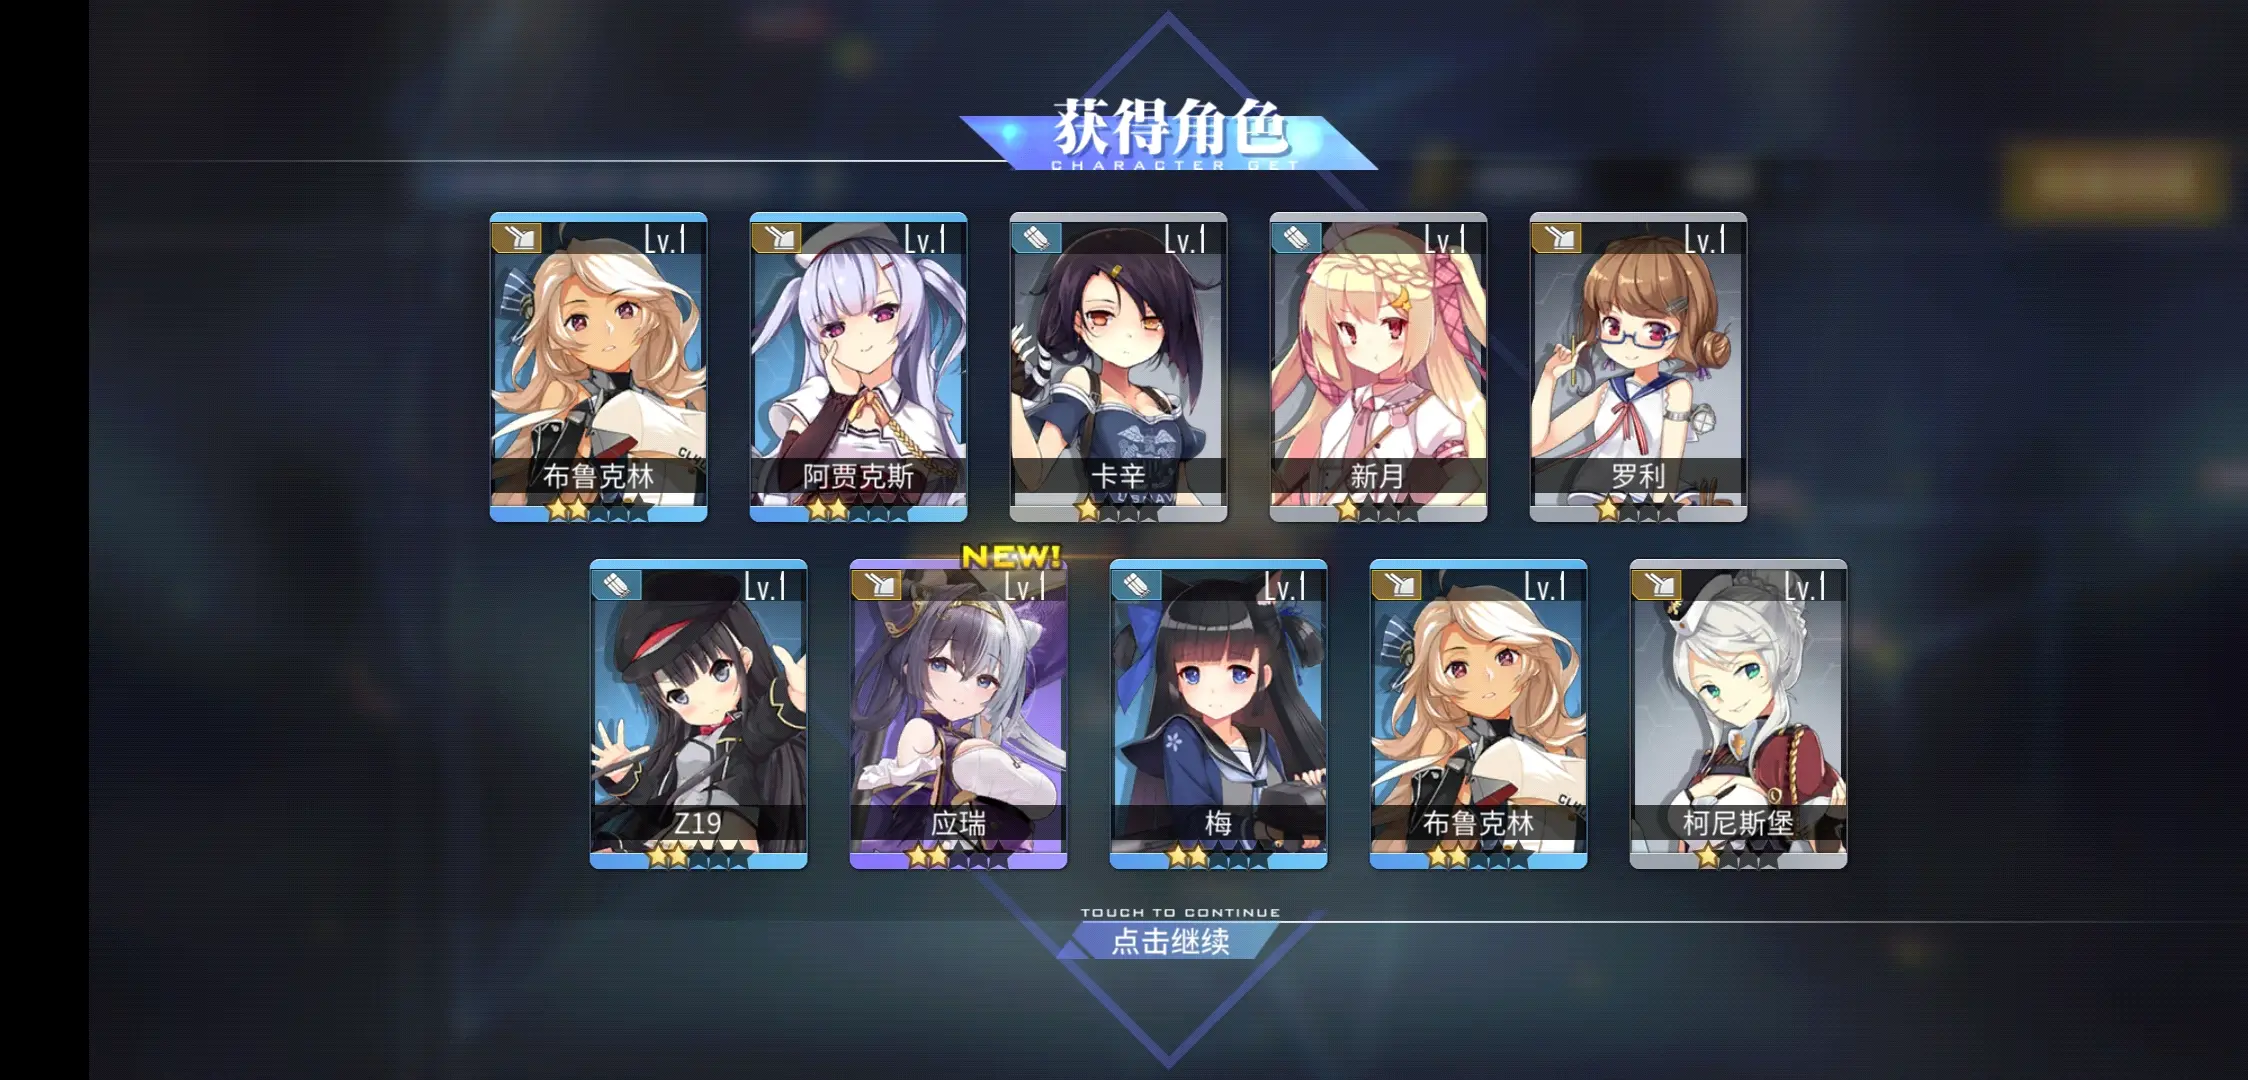 获得角色
CHARACTER GET
Lv.1
Lv.1
Lv.1
Lv.1
Lv.1
布鲁克林
阿贾克斯
卡辛
新月
罗利
NEW!
Lv.1
Lv.1
Lv.1
Lv.1
Lv.1
Z19
应瑞
梅
布鲁克林
柯尼斯堡
TOUCH TO CONTINUE
点击继续